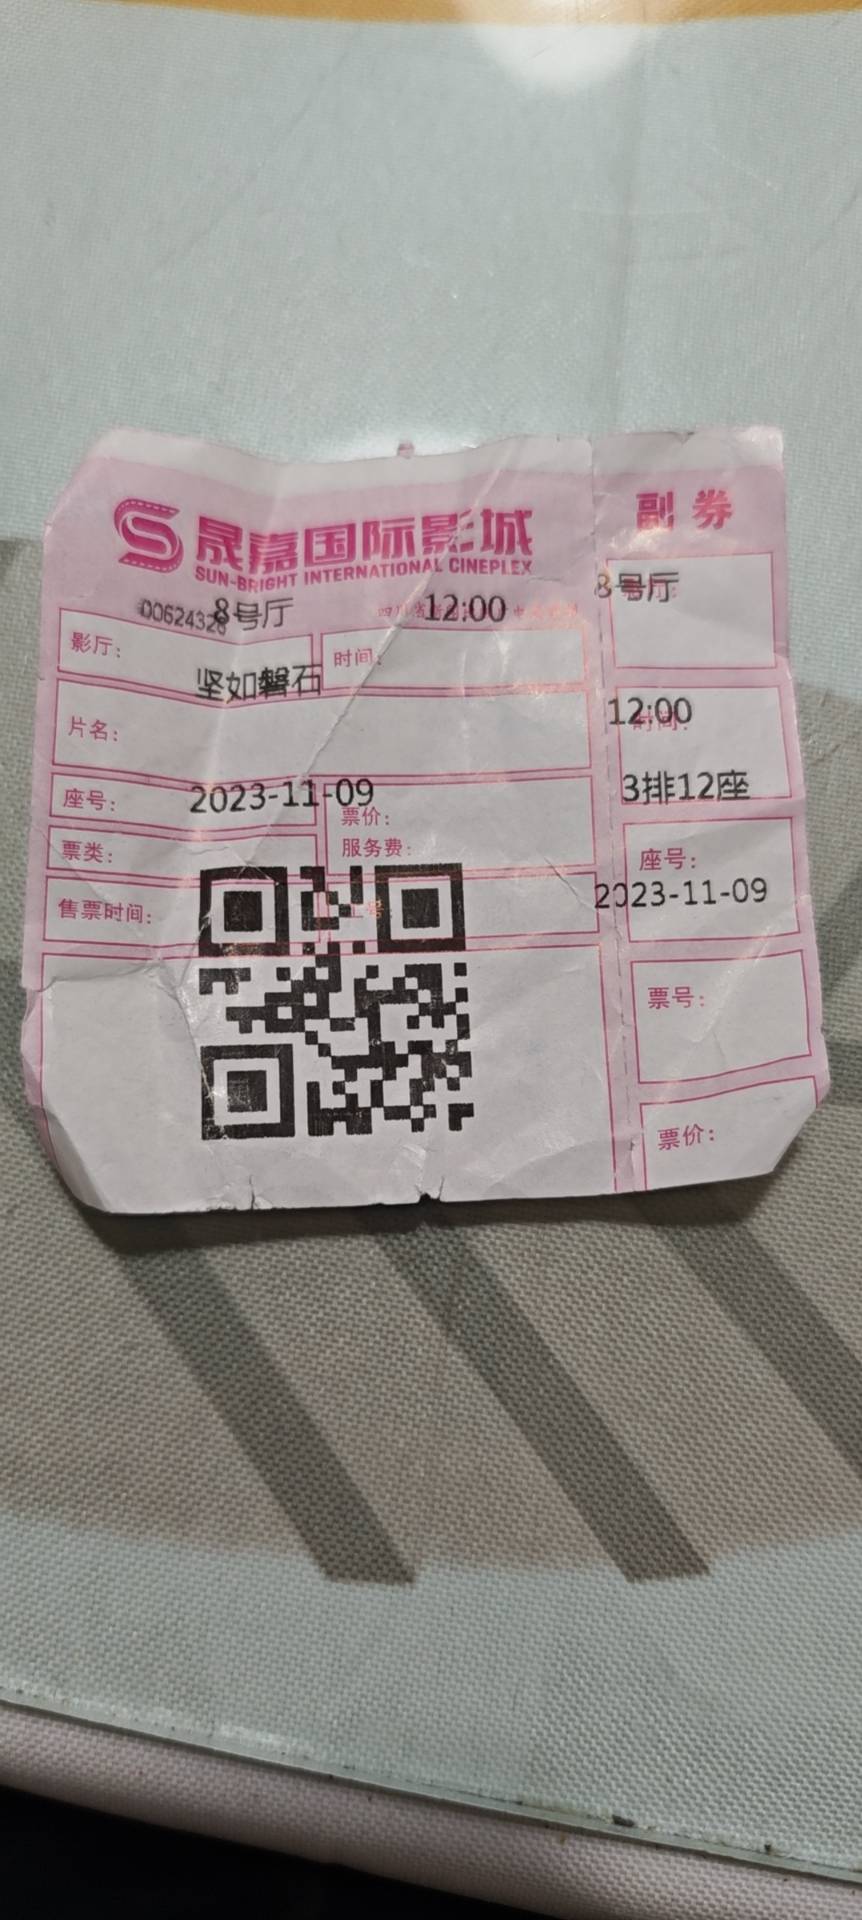 晟嘉国际影城
SUN-BRIGHT INTERNATIONAL CINEPLEX
00624328
8号厅
12:00
影厅：
时间：
坚如磐石
片名：
座号：
2023-11-09
票价：
服务费：
票类：
售票时间：
工号
副券
8号厅
12:00
时间：
3排12座
座号：
2023-11-09
票号：
票价：